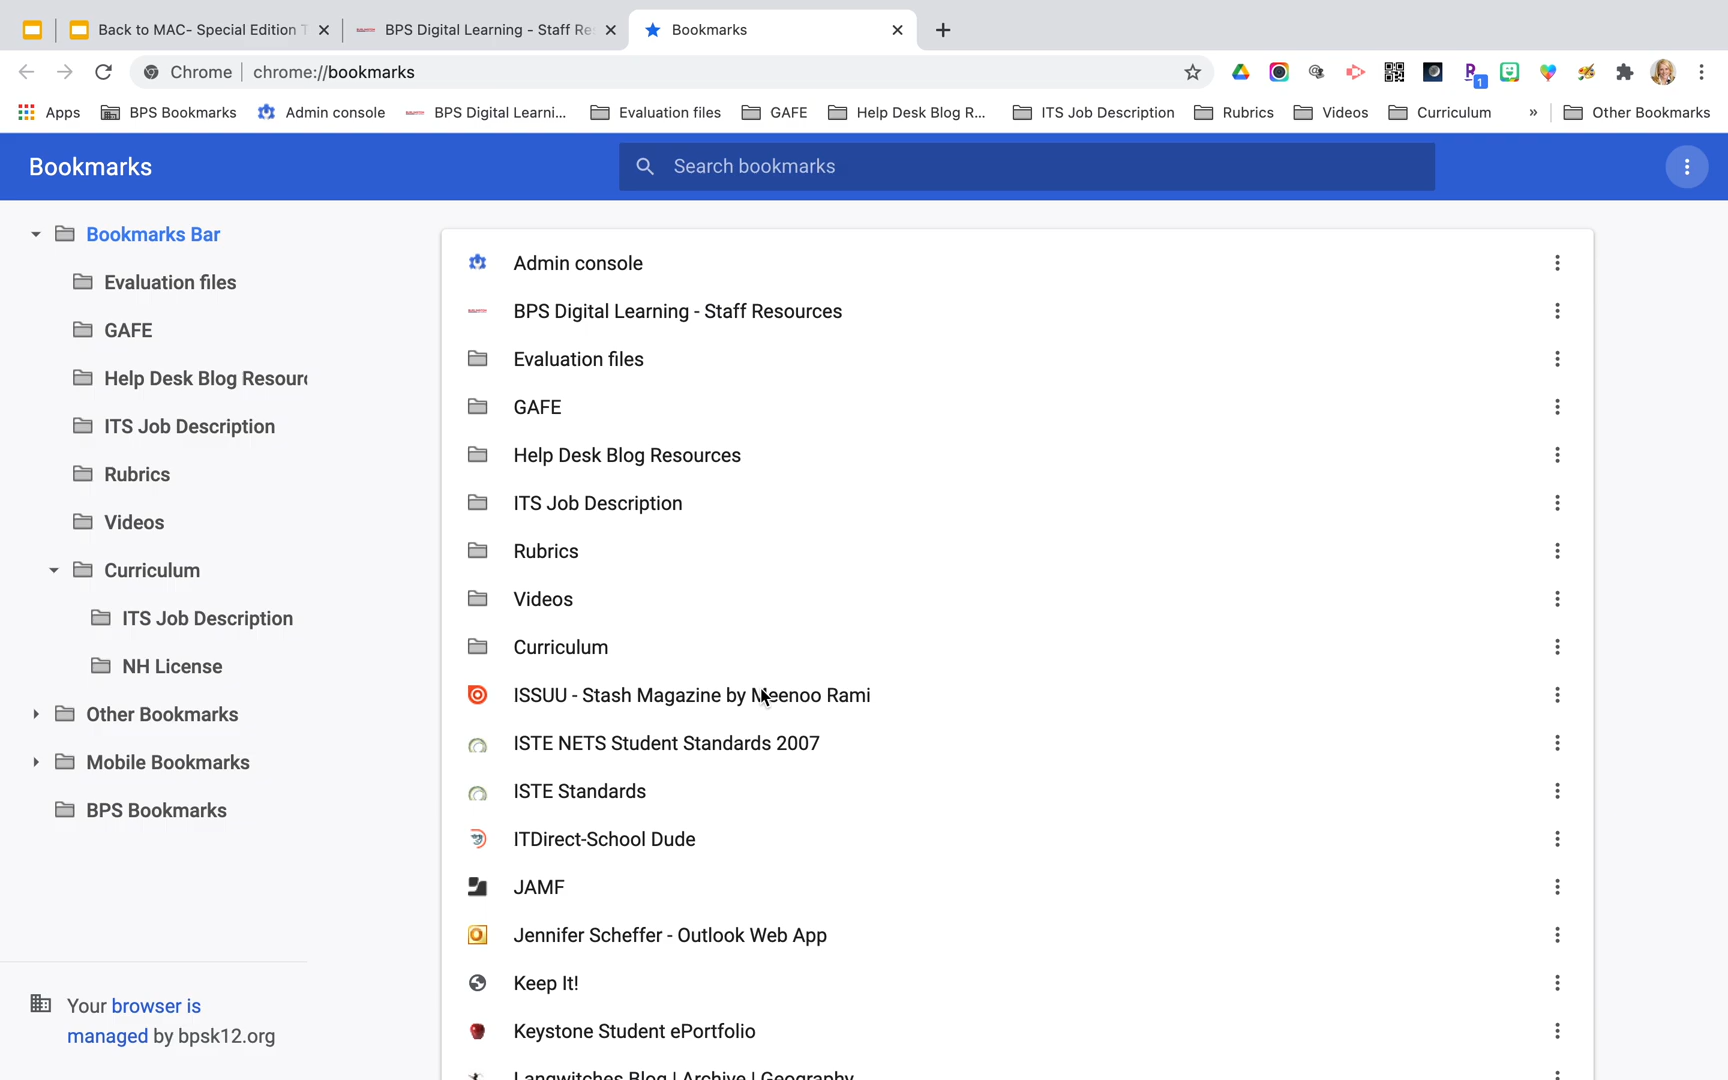 Back to MAC- Special Edition
BPS Digital Learning - Staff Re
Bookmarks
Chrome chrome://bookmarks
1
Apps
BPS Bookmarks
Admin console
BPS Digital Learni...
Evaluation files
GAFE
Help Desk Blog R...
ITS Job Description
Rubrics
Videos
Curriculum
»
Other Bookmarks
Bookmarks
Search bookmarks
Bookmarks Bar
Evaluation files
GAFE
Help Desk Blog Resour
ITS Job Description
Rubrics
Videos
Curriculum
ITS Job Description
NH License
Other Bookmarks
Mobile Bookmarks
BPS Bookmarks
Your browser is
managed by bpsk12.org
Admin console
BPS Digital Learning - Staff Resources
Evaluation files
GAFE
Help Desk Blog Resources
ITS Job Description
Rubrics
Videos
Curriculum
ISSUU - Stash Magazine by Meenoo Rami
ISTE NETS Student Standards 2007
ISTE Standards
ITDirect-School Dude
JAMF
Jennifer Scheffer - Outlook Web App
Keep It!
Keystone Student ePortfolio
Langwitches Blog | Archive | Geography